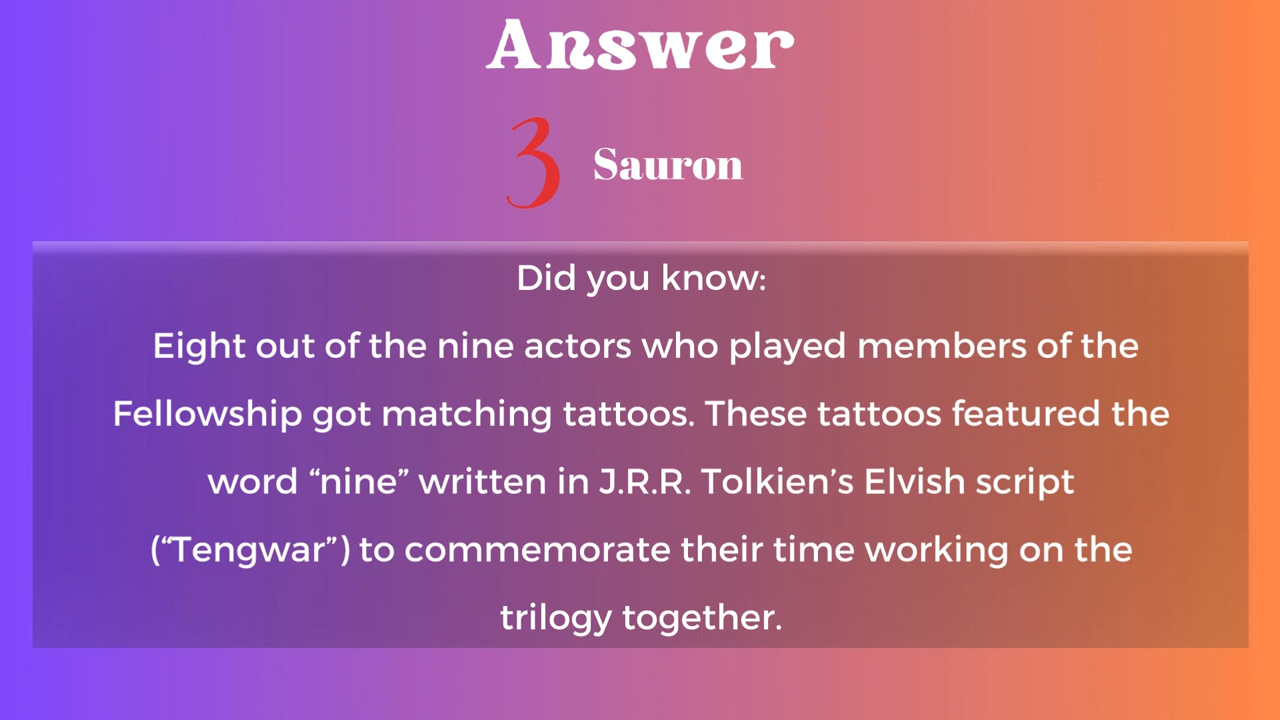 Answer
3 Sauron
Did you know:
Eight out of the nine actors who played members of the
Fellowship got matching tattoos. These tattoos featured the
word “nine” written in J.R.R. Tolkien’s Elvish script
(“Tengwar”) to commemorate their time working on the
trilogy together.